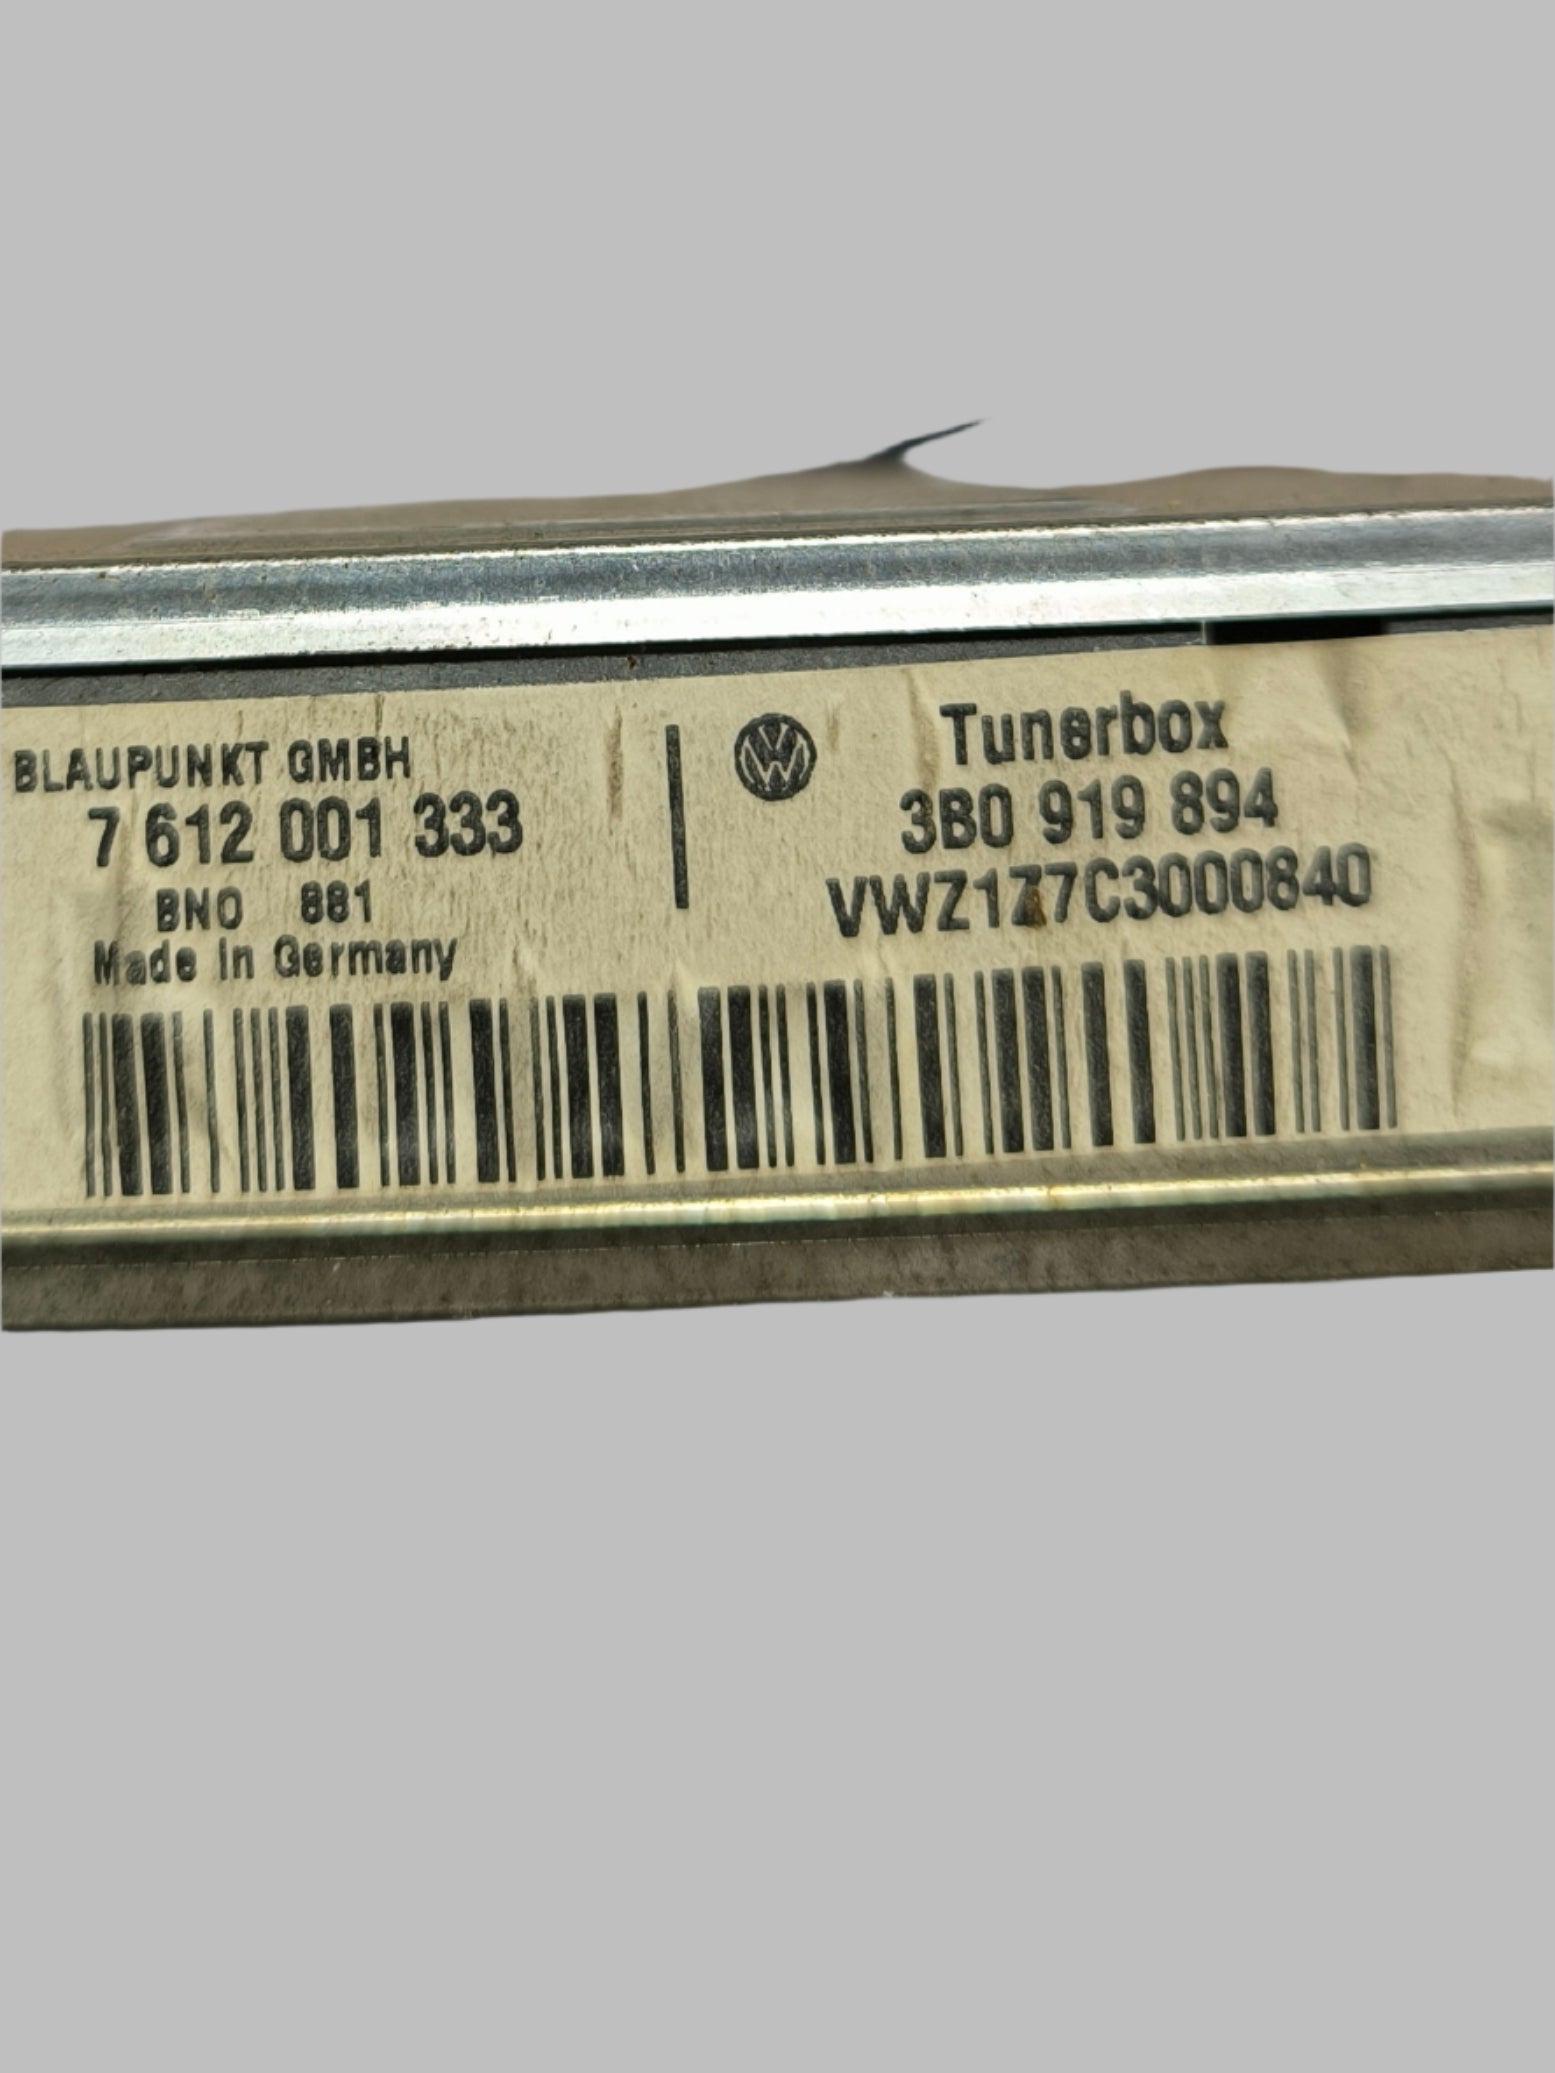 BLAUPUNKT GMBH
7 612 001 333
BNO 881
Made in Germany
Tunerbox
3B0 919 894
VWZ1Z7C3000840